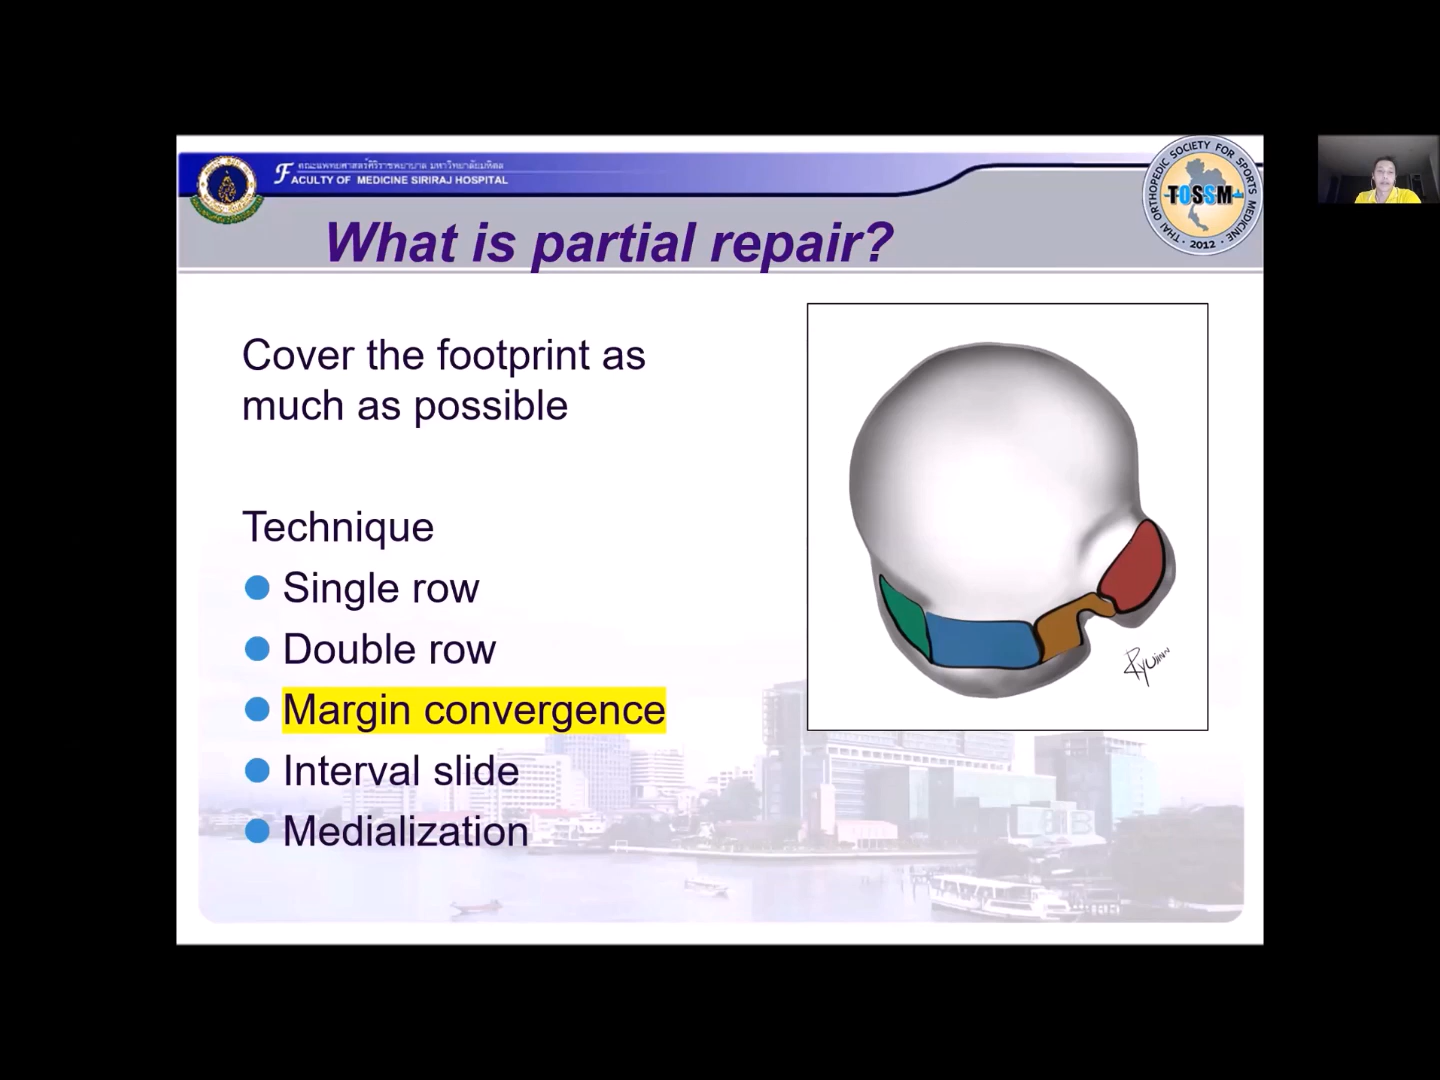 คณะแพทยศาสตร์ศิริราชพยาบาล มหาวิทยาลัยมหิดล
FACULTY OF MEDICINE SIRIRAJ HOSPITAL
THAI ORTHOPEDIC SOCIETY FOR SPORTS MEDICINE
TOSSM
2012
What is partial repair?
Cover the footprint as
much as possible
Technique
Single row
Double row
Margin convergence
Interval slide
Medialization